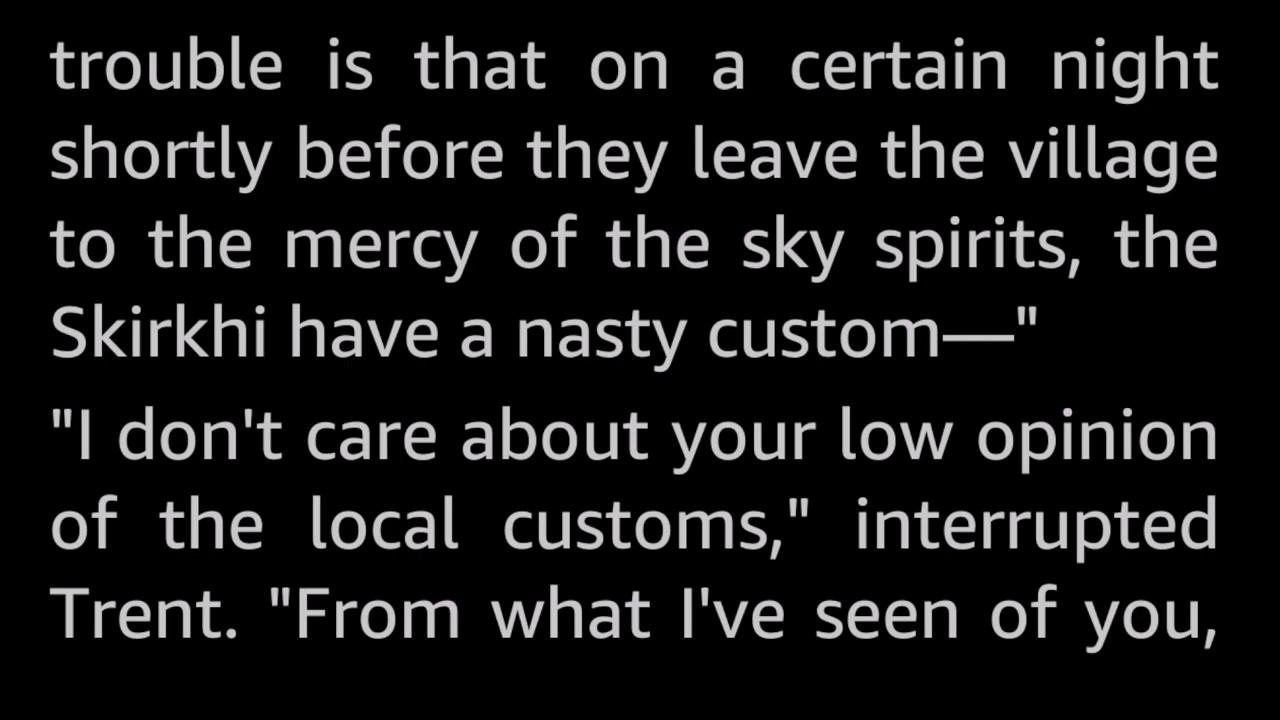 trouble is that on a certain night
shortly before they leave the village
to the mercy of the sky spirits, the
Skirkhi have a nasty custom—"
"I don't care about your low opinion
of the local customs," interrupted
Trent. "From what I've seen of you,